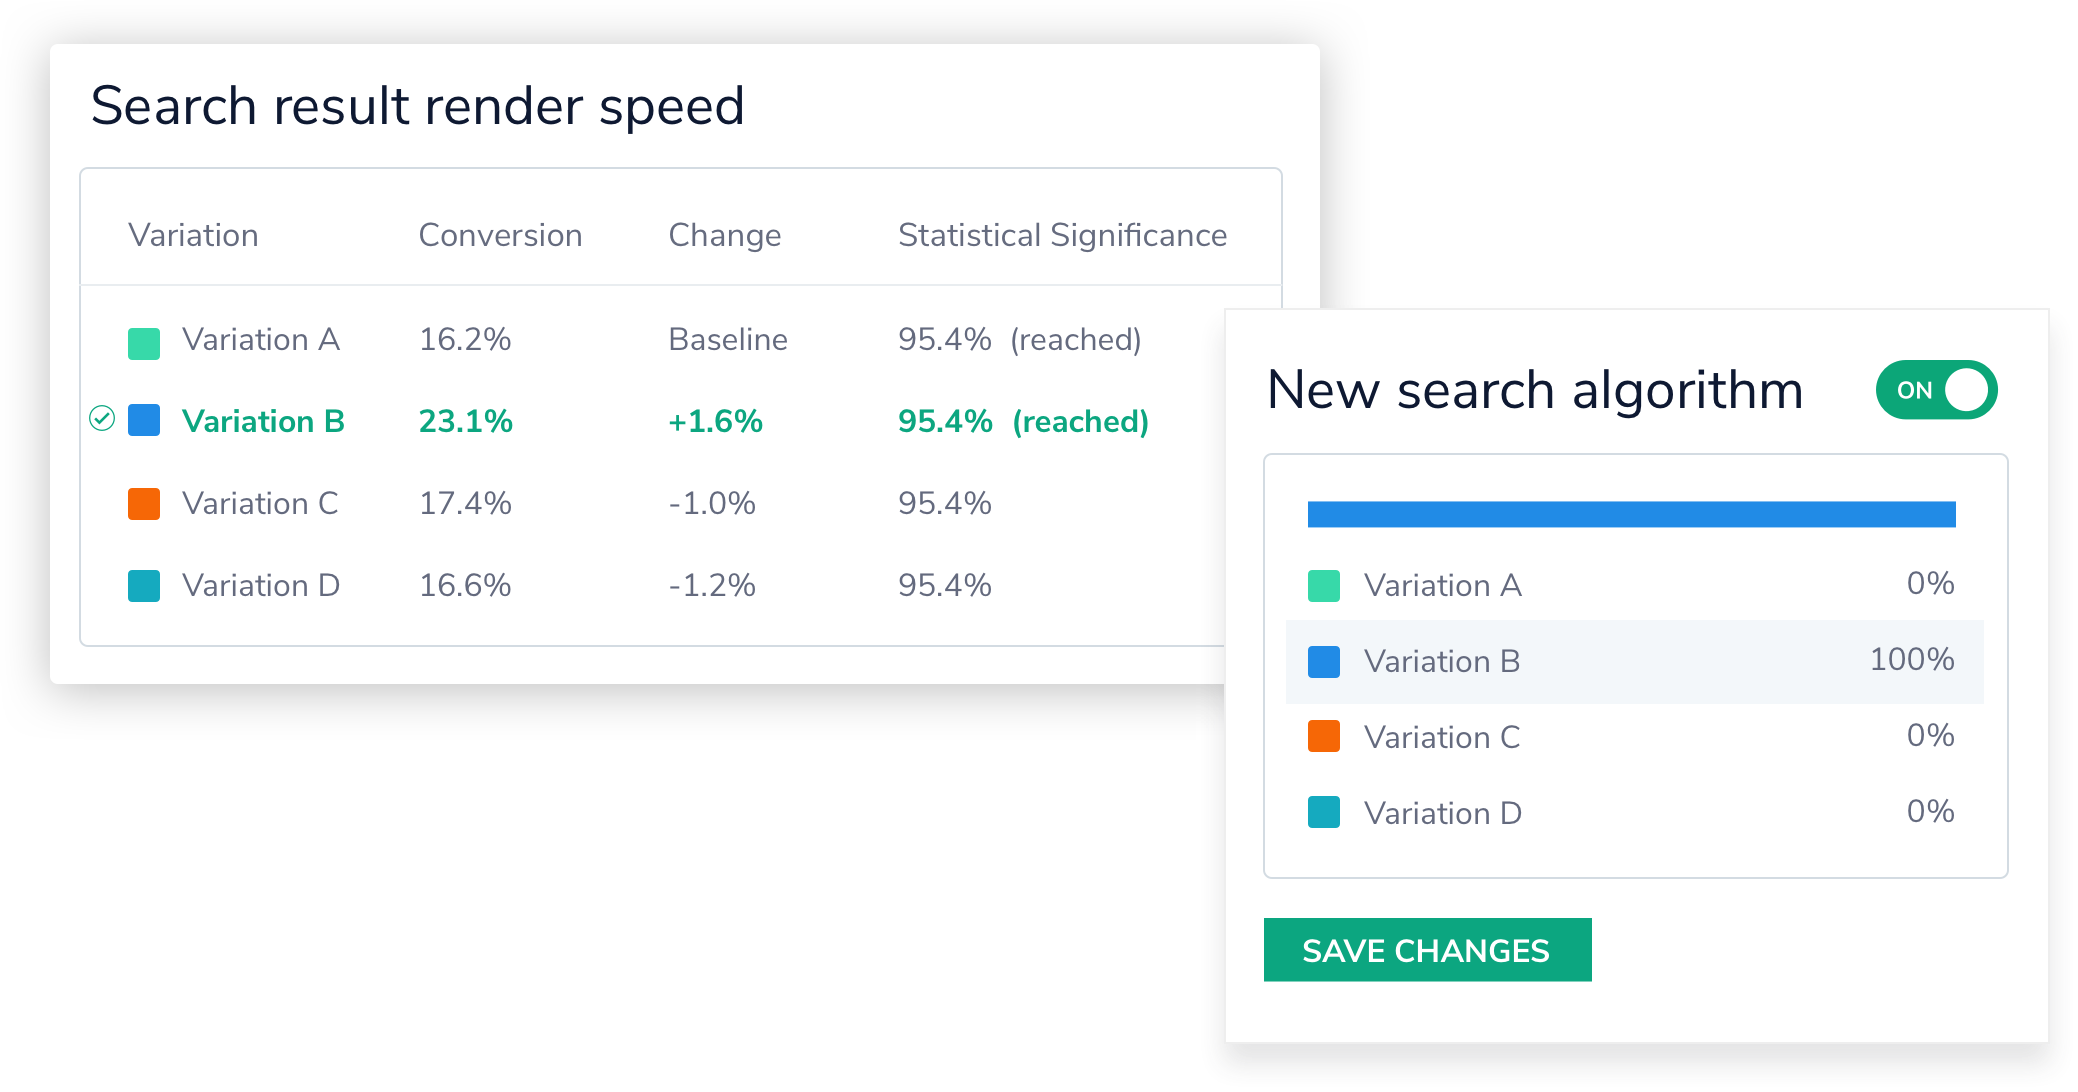 Search result render speed
Variation Conversion Change Statistical Significance
Variation A 16.2% Baseline 95.4% (reached)
Variation B 23.1% +1.6% 95.4% (reached)
Variation C 17.4% -1.0% 95.4%
Variation D 16.6% -1.2% 95.4%
New search algorithm ON
Variation A 0%
Variation B 100%
Variation C 0%
Variation D 0%
SAVE CHANGES